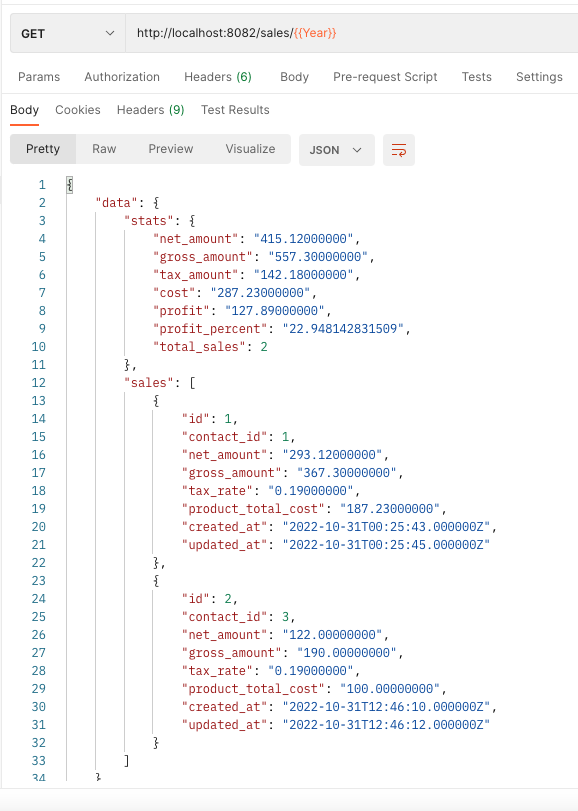 GET http://localhost:8082/sales/{{Year}}
Params Authorization Headers (6) Body Pre-request Script Tests Settings
Body Cookies Headers (9) Test Results
Pretty Raw Preview Visualize JSON
1 {
2 "data": {
3 "stats": {
4 "net_amount": "415.12000000",
5 "gross_amount": "557.30000000",
6 "tax_amount": "142.18000000",
7 "cost": "287.23000000",
8 "profit": "127.89000000",
9 "profit_percent": "22.948142831509",
10 "total_sales": 2
11 },
12 "sales": [
13 {
14 "id": 1,
15 "contact_id": 1,
16 "net_amount": "293.12000000",
17 "gross_amount": "367.30000000",
18 "tax_rate": "0.19000000",
19 "product_total_cost": "187.23000000",
20 "created_at": "2022-10-31T00:25:43.000000Z",
21 "updated_at": "2022-10-31T00:25:45.000000Z"
22 },
23 {
24 "id": 2,
25 "contact_id": 3,
26 "net_amount": "122.00000000",
27 "gross_amount": "190.00000000",
28 "tax_rate": "0.19000000",
29 "product_total_cost": "100.00000000",
30 "created_at": "2022-10-31T12:46:10.000000Z",
31 "updated_at": "2022-10-31T12:46:12.000000Z"
32 }
33 ]
34 }